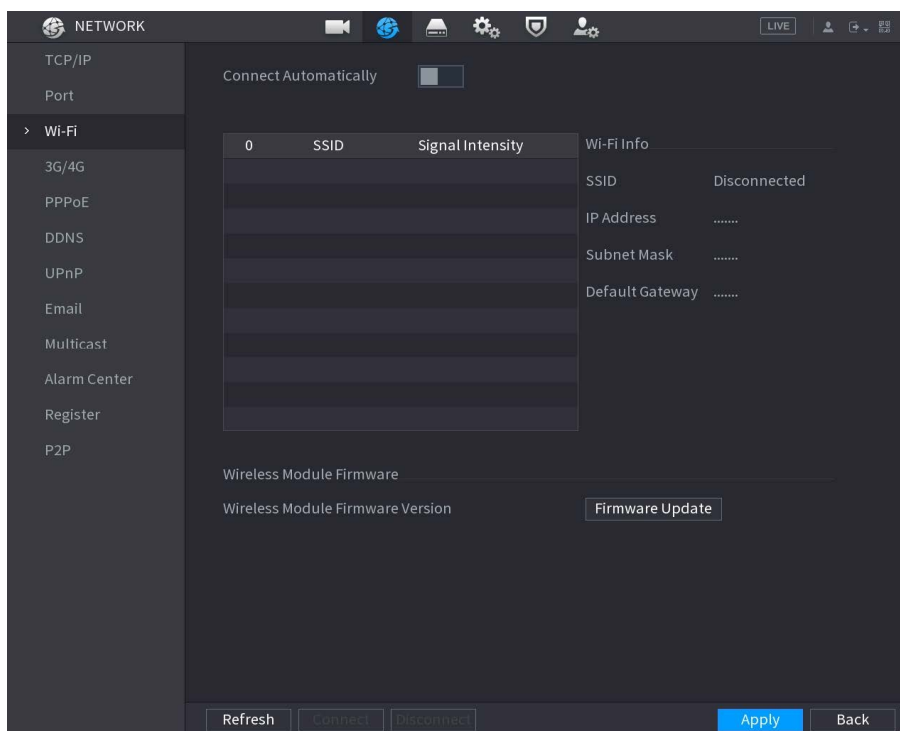 NETWORK
LIVE
TCP/IP
Port
Wi-Fi
3G/4G
PPPoE
DDNS
UPnP
Email
Multicast
Alarm Center
Register
P2P
Connect Automatically
0 SSID Signal Intensity
Wi-Fi Info
SSID Disconnected
IP Address .......
Subnet Mask .......
Default Gateway .......
Wireless Module Firmware
Wireless Module Firmware Version Firmware Update
Refresh Connect Disconnect Apply Back